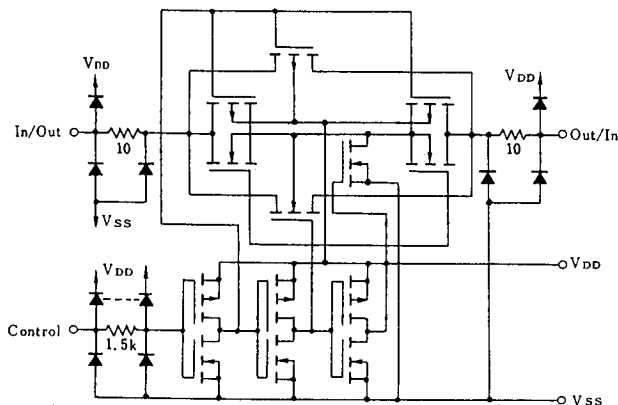 VDD
VDD
In/Out
10
10
Out/In
VSS
VDD
VDD
Control
1.5k
VSS